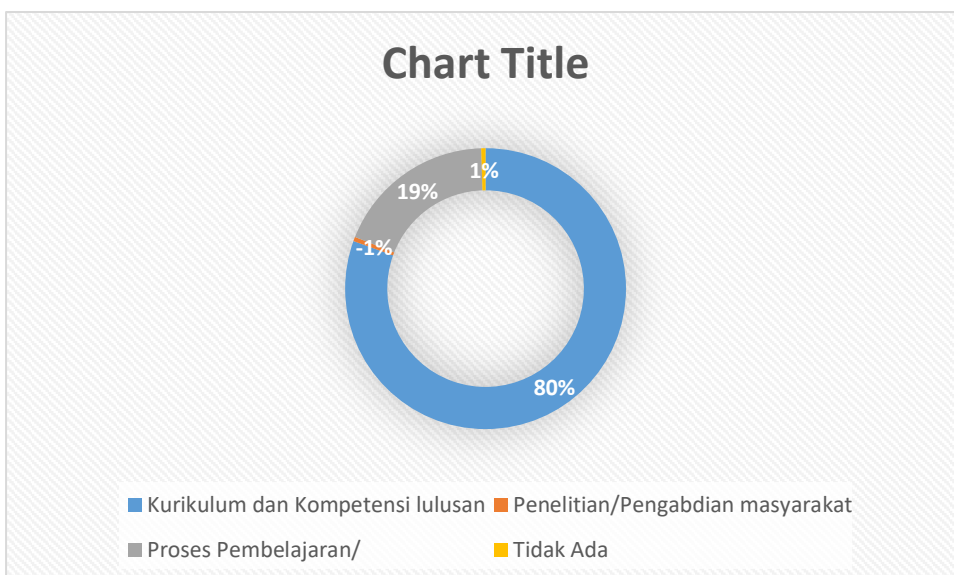 Chart Title
1%
19%
-1%
80%
Kurikulum dan Kompetensi lulusan
Penelitian/Pengabdian masyarakat
Proses Pembelajaran/
Tidak Ada